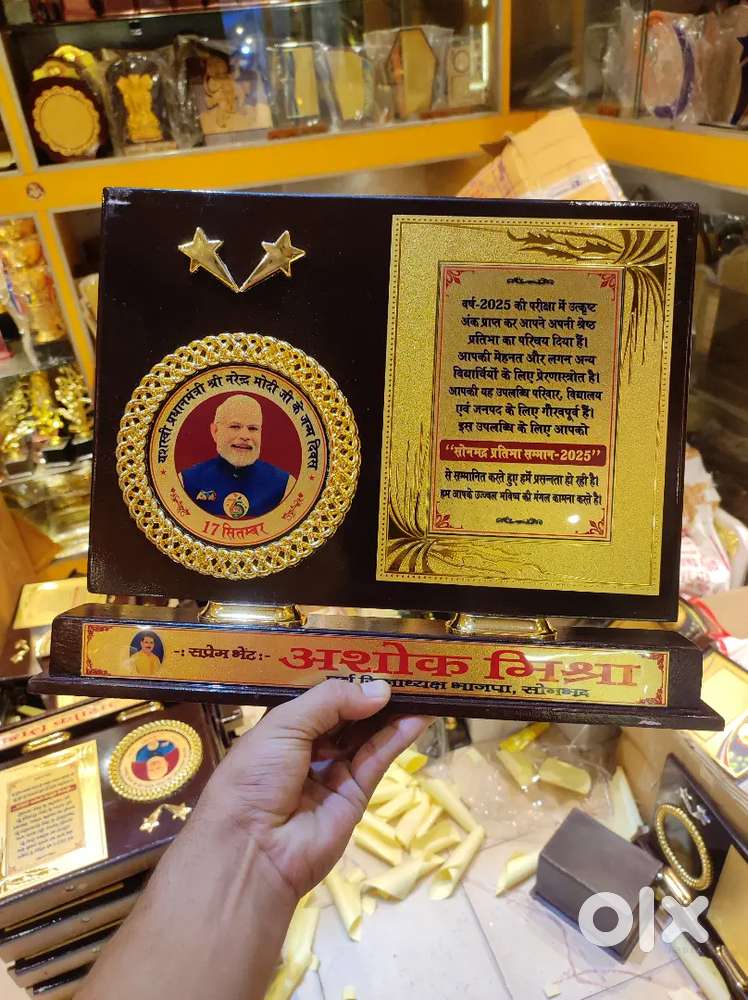 यशस्वी प्रधानमंत्री श्री नरेन्द्र मोदी जी के जन्म दिवस
17 सितम्बर
वर्ष-2025 की परीक्षा में उत्कृष्ट
अंक प्राप्त कर आपने अपनी श्रेष्ठ
प्रतिभा का परिचय दिया हैं।
आपकी मेहनत और लगन अन्य
विद्यार्थियों के लिए प्रेरणास्त्रोत है।
आपकी यह उपलब्धि परिवार, विद्यालय
एवं जनपद के लिए गौरवपूर्ण हैं।
इस उपलब्धि के लिए आपको
“सोनभद्र प्रतिभा सम्मान-2025”
से सम्मानित करते हुए हमें प्रसन्नता हो रही है।
हम आपके उज्ज्वल भविष्य की मंगल कामना करते है।
-: सप्रेम भेंट:-
अशोक मिश्रा
पूर्व जिलाध्यक्ष भाजपा, सोनभद्र
olx